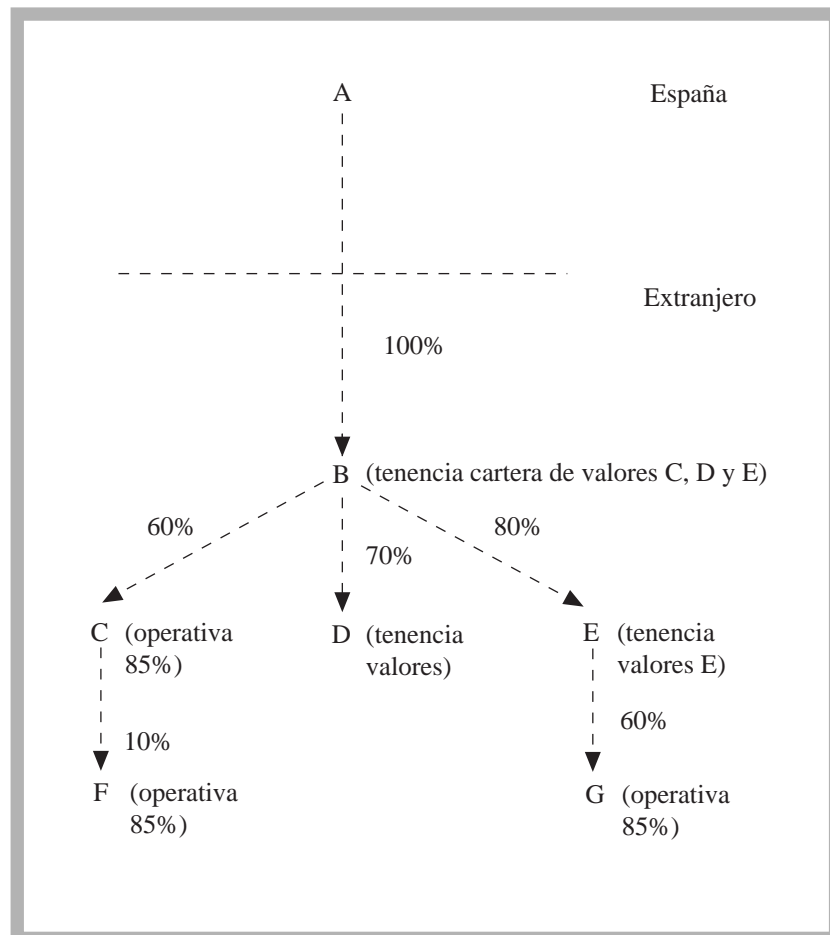 A
España
Extranjero
100%
B (tenencia cartera de valores C, D y E)
60%
70%
80%
C (operativa
85%)
D (tenencia
valores)
E (tenencia
valores E)
10%
60%
F (operativa
85%)
G (operativa
85%)